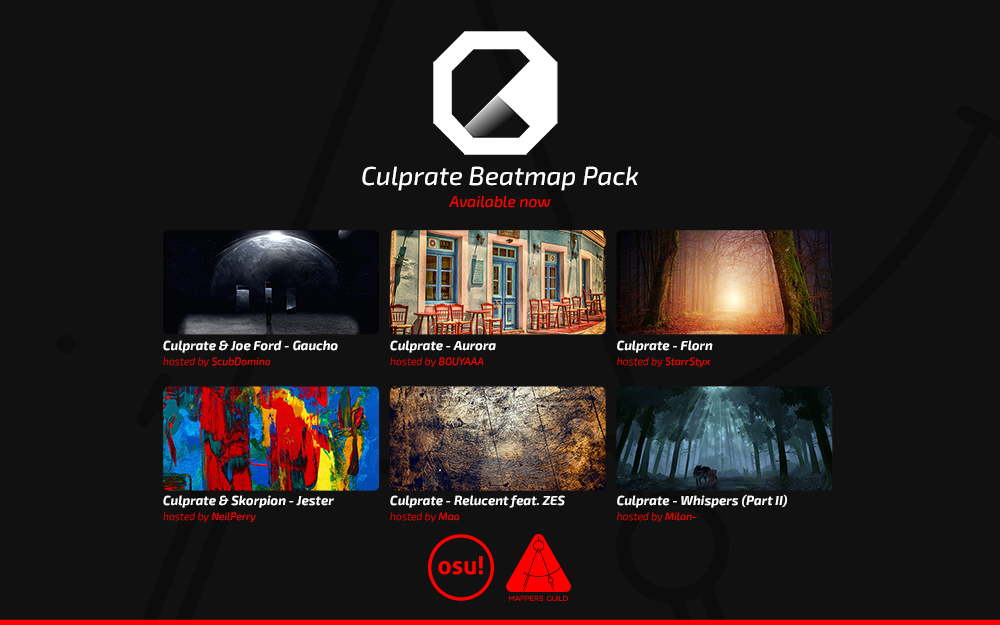 Culprate Beatmap Pack
Available now
Culprate & Joe Ford - Gaucho
hosted by ScubDomino
Culprate - Aurora
hosted by BOUYAAA
Culprate - Florn
hosted by StarrStyx
Culprate & Skorpion - Jester
hosted by NeilPerry
Culprate - Relucent feat. ZES
hosted by Mao
Culprate - Whispers (Part II)
hosted by Milan-
osu!
MAPPERS GUILD